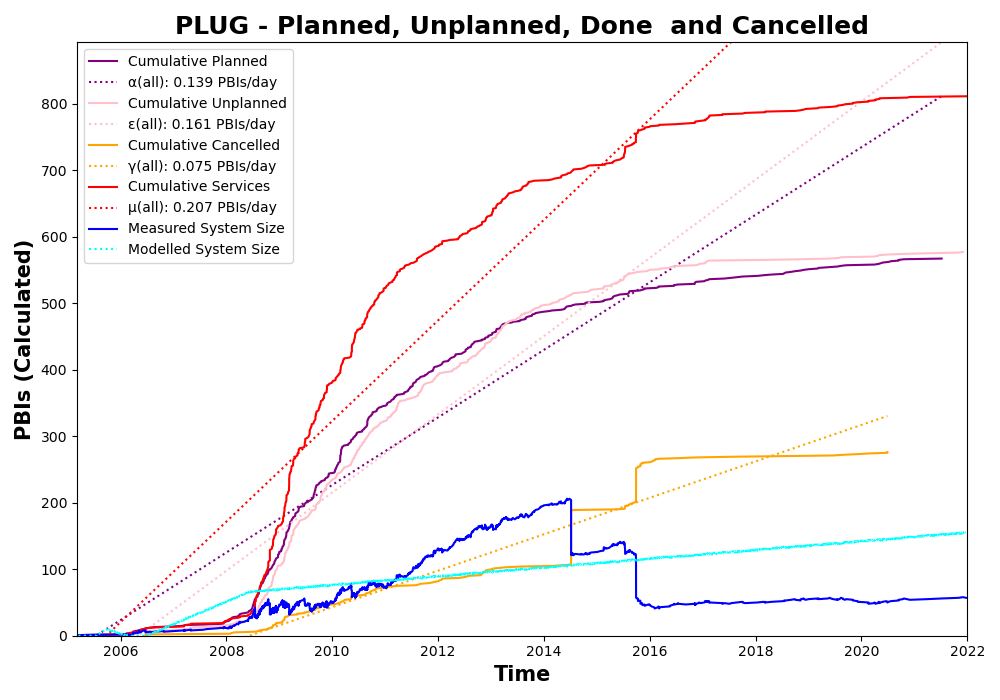 PLUG - Planned, Unplanned, Done  and Cancelled
Cumulative Planned
α(all): 0.139 PBIs/day
Cumulative Unplanned
ε(all): 0.161 PBIs/day
Cumulative Cancelled
γ(all): 0.075 PBIs/day
Cumulative Services
μ(all): 0.207 PBIs/day
Measured System Size
Modelled System Size
PBIs (Calculated)
800
700
600
500
400
300
200
100
0
2006 2008 2010 2012 2014 2016 2018 2020 2022
Time